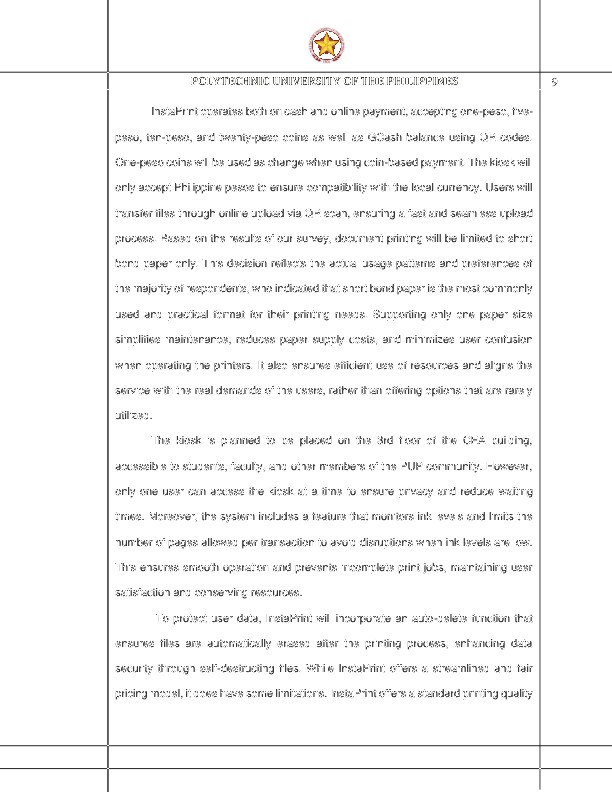 POLYTECHNIC UNIVERSITY OF THE PHILIPPINES 9
InstaPrint operates both on cash and online payment, accepting one-peso, five-
peso, ten-peso, and twenty-peso coins as well as GCash balance using QR codes.
One-peso coins will be used as change when using coin-based payment. The kiosk will
only accept Philippine pesos to ensure compatibility with the local currency. Users will
transfer files through online upload via QR scan, ensuring a fast and seamless upload
process. Based on the results of our survey, document printing will be limited to short
bond paper only. This decision reflects the actual usage patterns and preferences of
the majority of respondents, who indicated that short bond paper is the most commonly
used and practical format for their printing needs. Supporting only one paper size
simplifies maintenance, reduces paper supply costs, and minimizes user confusion
when operating the printers. It also ensures efficient use of resources and aligns the
service with the real demands of the users, rather than offering options that are rarely
utilized.
The kiosk is planned to be placed on the 3rd floor of the CEA building,
accessible to students, faculty, and other members of the PUP community. However,
only one user can access the kiosk at a time to ensure privacy and reduce waiting
times. Moreover, the system includes a feature that monitors ink levels and limits the
number of pages allowed per transaction to avoid disruptions when ink levels are low.
This ensures smooth operation and prevents incomplete print jobs, maintaining user
satisfaction and conserving resources.
To protect user data, InstaPrint will incorporate an auto-delete function that
ensures files are automatically erased after the printing process, enhancing data
security through self-destructing files. While InstaPrint offers a streamlined and fair
pricing model, it does have some limitations. InstaPrint offers a standard printing quality